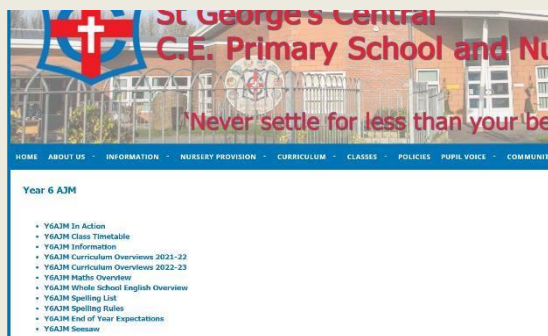 St George's Central
C.E. Primary School and Nu
'Never settle for less than your be
HOME ABOUT US INFORMATION NURSERY PROVISION CURRICULUM CLASSES POLICIES PUPIL VOICE COMMUNIT
Year 6 AJM
• Y6AJM In Action
• Y6AJM Class Timetable
• Y6AJM Information
• Y6AJM Curriculum Overviews 2021-22
• Y6AJM Curriculum Overviews 2022-23
• Y6AJM Maths Overview
• Y6AJM Whole School English Overview
• Y6AJM Spelling List
• Y6AJM Spelling Rules
• Y6AJM End of Year Expectations
• Y6AJM Seesaw